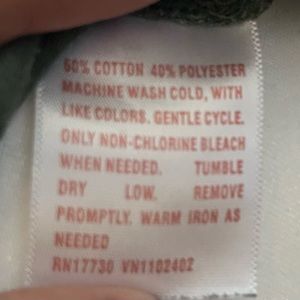 60% COTTON 40% POLYESTER
MACHINE WASH COLD, WITH
LIKE COLORS. GENTLE CYCLE.
ONLY NON-CHLORINE BLEACH
WHEN NEEDED. TUMBLE
DRY LOW. REMOVE
PROMPTLY. WARM IRON AS
NEEDED
RN17730 VN1102402